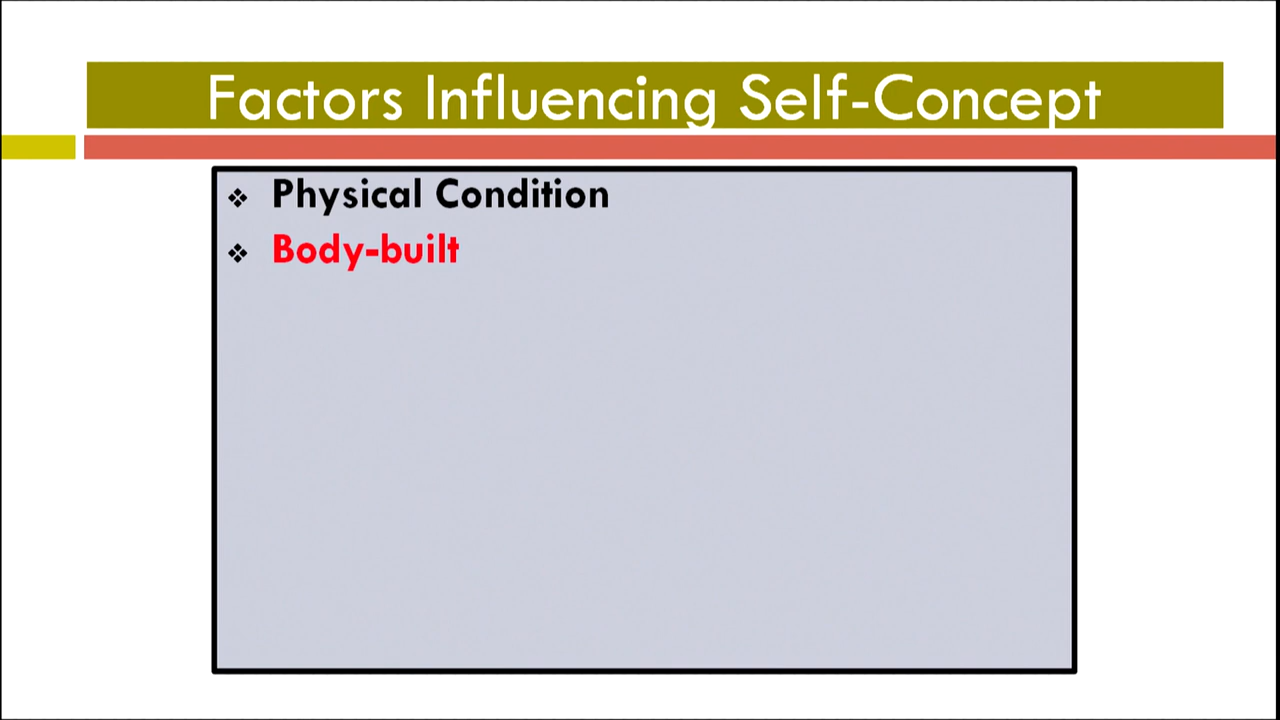 Factors Influencing Self-Concept
❖ Physical Condition
❖ Body-built